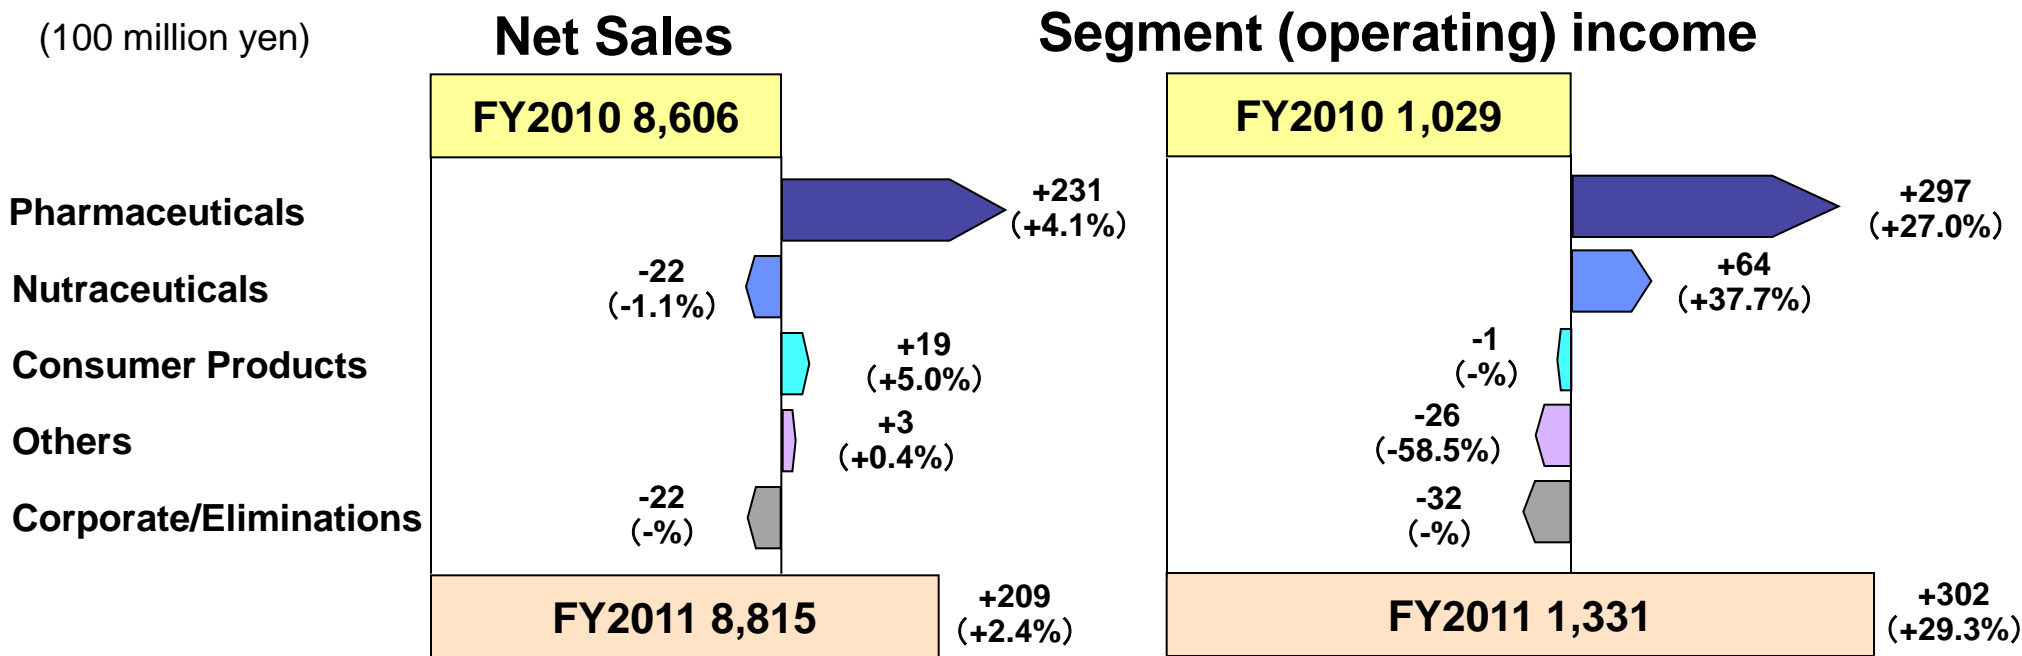 (100 million yen)
Net Sales
Segment (operating) income
FY2010 8,606
FY2010 1,029
Pharmaceuticals
+231
(+4.1%)
+297
(+27.0%)
Nutraceuticals
-22
(-1.1%)
+64
(+37.7%)
Consumer Products
+19
(+5.0%)
-1
(-%)
Others
+3
(+0.4%)
-26
(-58.5%)
Corporate/Eliminations
-22
(-%)
-32
(-%)
FY2011 8,815
+209
(+2.4%)
FY2011 1,331
+302
(+29.3%)